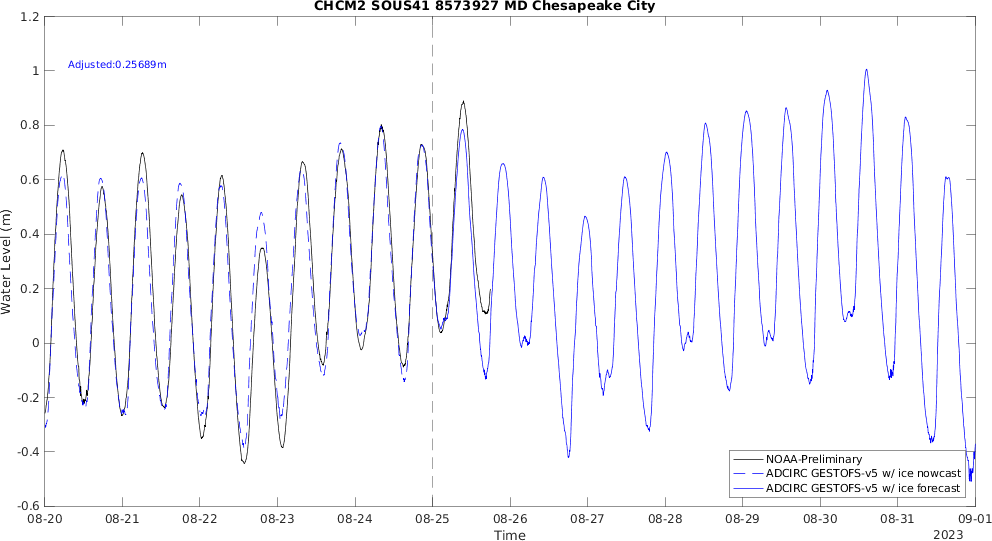 CHCM2 SOUS41 8573927 MD Chesapeake City
Adjusted:0.25689m
Water Level (m)
1.2
1
0.8
0.6
0.4
0.2
0
-0.2
-0.4
-0.6
NOAA-Preliminary
ADCIRC GESTOFS-v5 w/ ice nowcast
ADCIRC GESTOFS-v5 w/ ice forecast
08-20 08-21 08-22 08-23 08-24 08-25 08-26 08-27 08-28 08-29 08-30 08-31 09-01
Time
2023